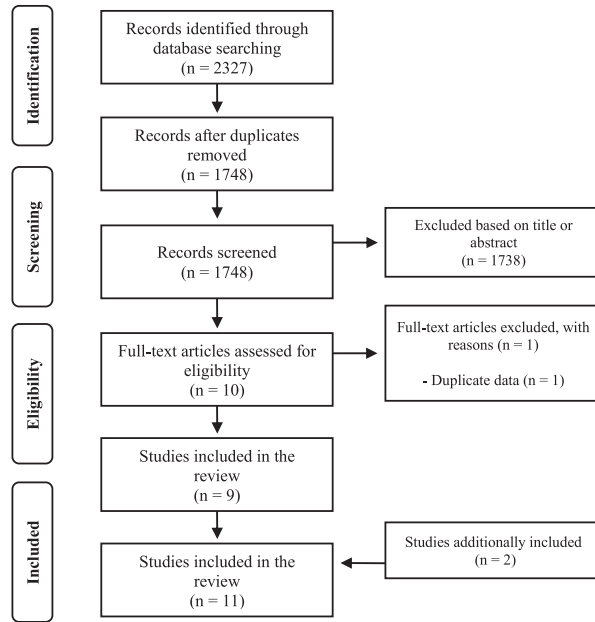 Identification
Records identified through
database searching
(n = 2327)
Records after duplicates
removed
(n = 1748)
Screening
Records screened
(n = 1748)
Excluded based on title or
abstract
(n = 1738)
Eligibility
Full-text articles assessed for
eligibility
(n = 10)
Full-text articles excluded, with
reasons (n = 1)
- Duplicate data (n = 1)
Studies included in the
review
(n = 9)
Included
Studies included in the
review
(n = 11)
Studies additionally included
(n = 2)